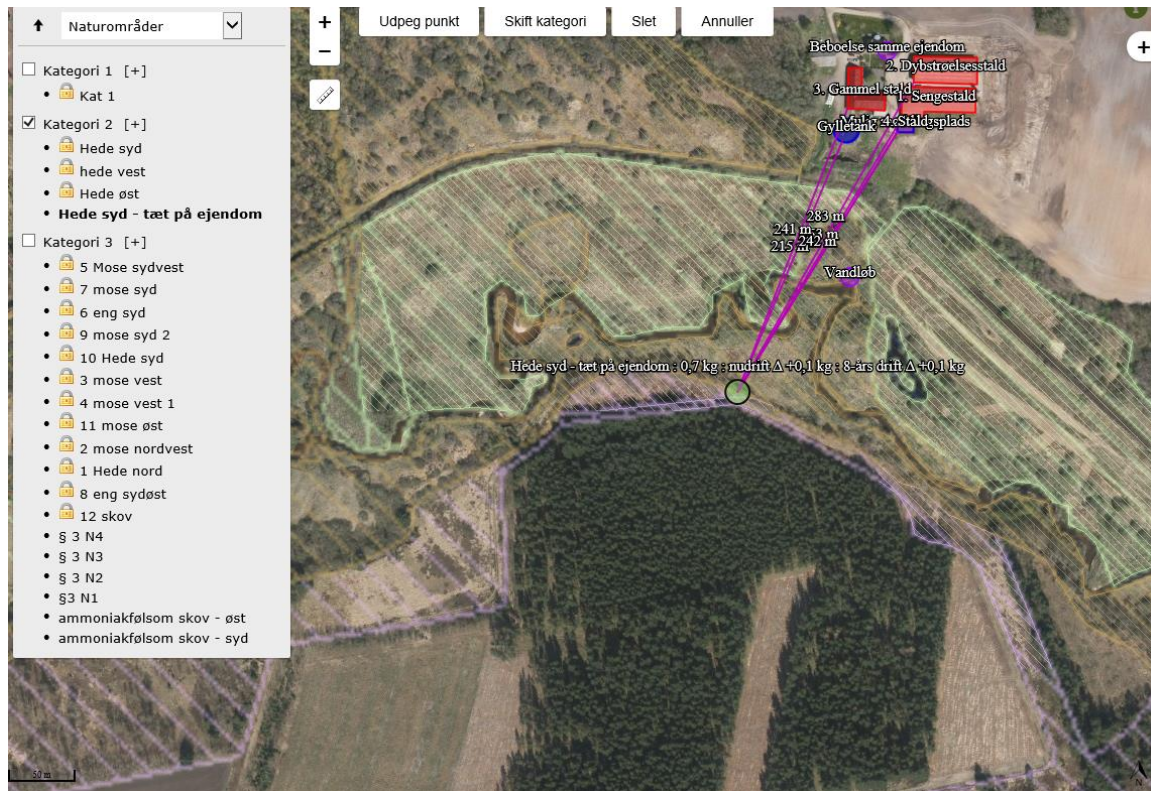 Naturområder
Udpeg punkt
Skift kategori
Slet
Annuller
Kategori 1 [+]
Kat 1
Kategori 2 [+]
Hede syd
hede vest
Hede øst
Hede syd - tæt på ejendom
Kategori 3 [+]
5 Mose sydvest
7 mose syd
6 eng syd
9 mose syd 2
10 Hede syd
3 mose vest
4 mose vest 1
11 mose øst
2 mose nordvest
1 Hede nord
8 eng sydøst
12 skov
§ 3 N4
§ 3 N3
§ 3 N2
§3 N1
ammoniakfølsom skov - øst
ammoniakfølsom skov - syd
Beboelse samme ejendom
2. Dybstrøelsesstald
3. Gammel stald
1. Sengestald
Gylletank
283 m
241 m
215 m
242 m
Vandløb
Hede syd - tæt på ejendom : 0,7 kg : nudrift Δ +0,1 kg : 8-års drift Δ +0,1 kg
50 m
N